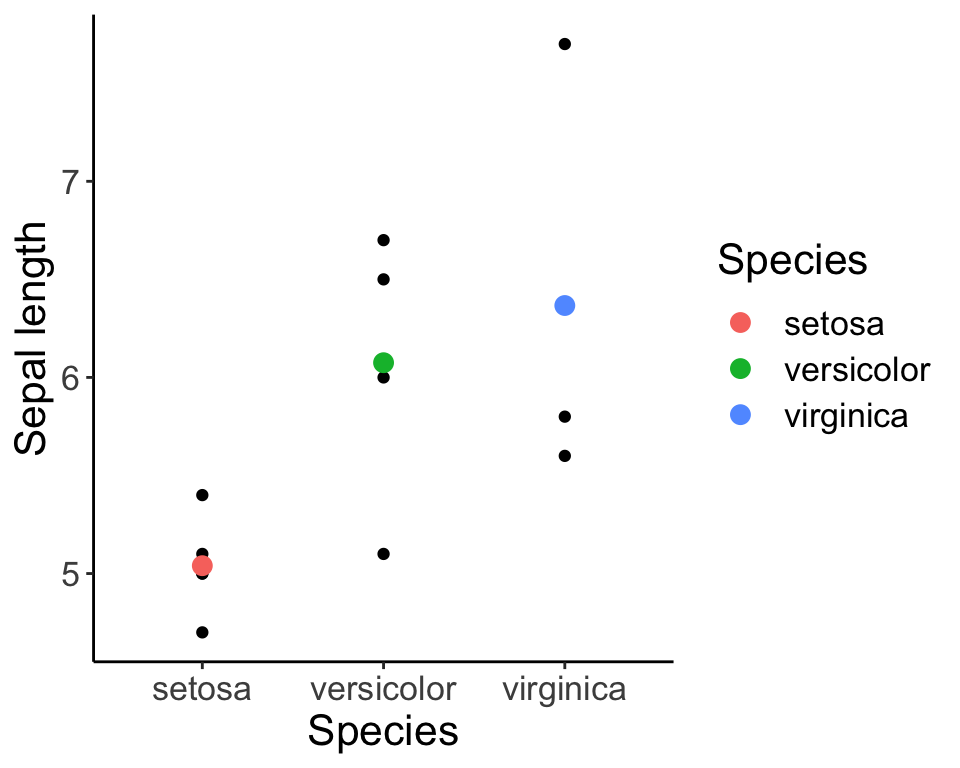 Sepal length
7
6
5
setosa
versicolor
virginica
Species
Species
setosa
versicolor
virginica